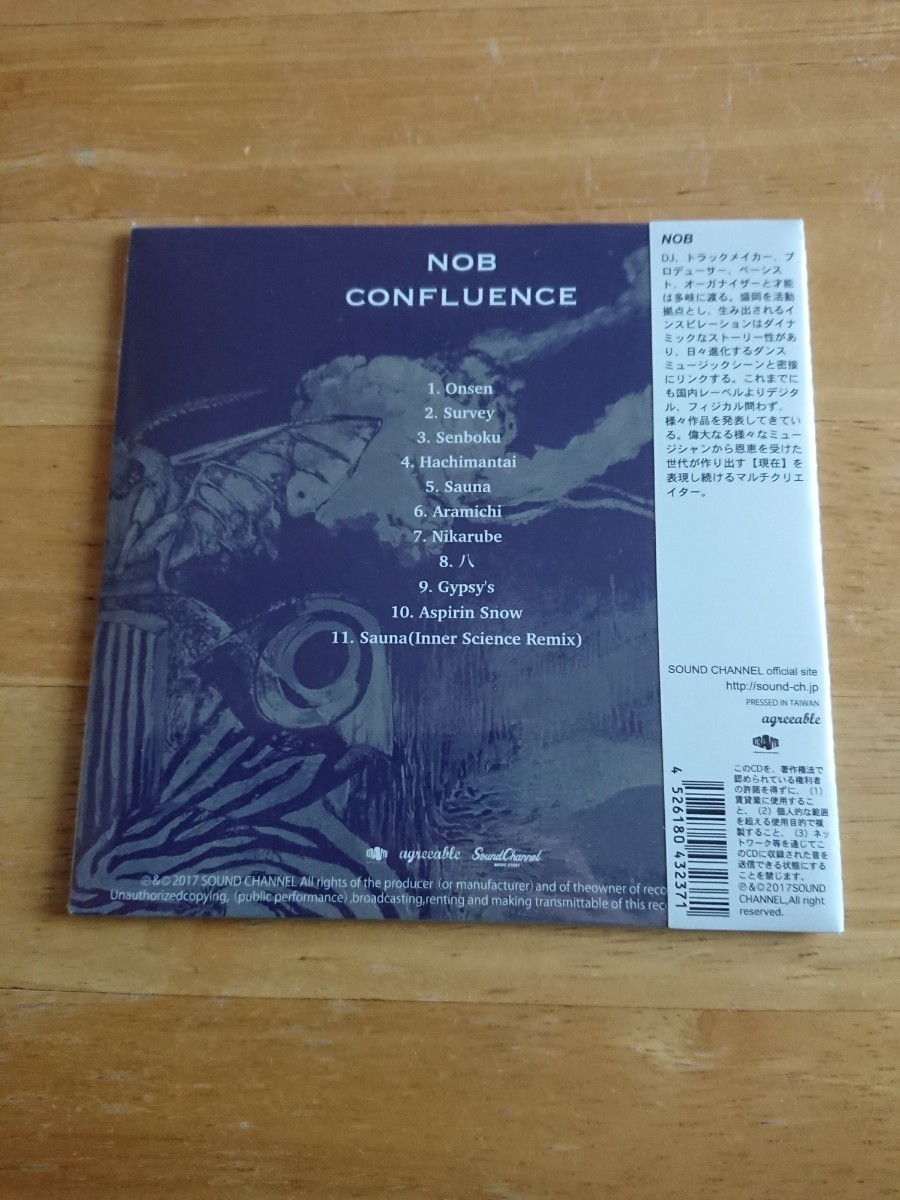 NOB
CONFLUENCE
1. Onsen
2. Survey
3. Senboku
4. Hachimantai
5. Sauna
6. Aramichi
7. Nikarube
8. 八
9. Gypsy's
10. Aspirin Snow
11. Sauna(Inner Science Remix)
agreeable
Sound Channel
℗&© 2017 SOUND CHANNEL All rights of the producer (or manufacturer) and of theowner of reco
Unauthorizedcopying, (public performance) ,broadcasting,renting and making transmittable of this rec
NOB
DJ、トラックメイカー、プ
ロデューサー、ベーシス
ト、オーガナイザーと才能
は多岐に渡る。盛岡を活動
拠点とし、生み出されるイ
ンスピレーションはダイナ
ミックなストーリー性があ
り、日々進化するダンス
ミュージックシーンと密接
にリンクする。これまでに
も国内レーベルよりデジタ
ル、フィジカル問わず、
様々作品を発表してきてい
る。偉大なる様々なミュー
ジシャンから恩恵を受けた
世代が作り出す【現在】を
表現し続けるマルチクリエ
イター。
SOUND CHANNEL official site
http://sound-ch.jp
PRESSED IN TAIWAN
agreeable
4 526180 432371
このCDを、著作権法で
認められている権利者
の許諾を得ずに、(1)
賃貸業に使用するこ
と、(2) 個人的な範囲
を超える使用目的で複
製すること、(3) ネッ
トワーク等を通じてこ
のCDに収録された音を
送信できる状態にする
ことを禁じます。
℗&© 2017SOUND
CHANNEL,All right
reserved.